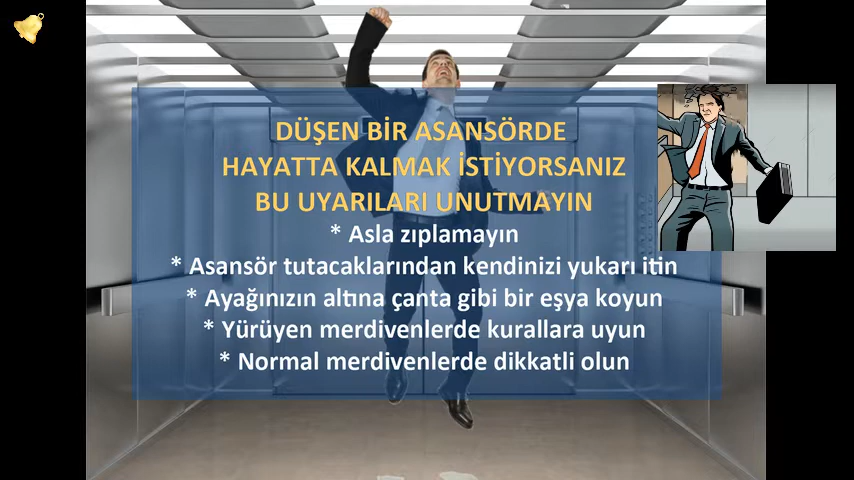 DÜŞEN BİR ASANSÖRDE
HAYATTA KALMAK İSTİYORSANIZ
BU UYARILARI UNUTMAYIN
* Asla zıplamayın
* Asansör tutacaklarından kendinizi yukarı itin
* Ayağınızın altına çanta gibi bir eşya koyun
* Yürüyen merdivenlerde kurallara uyun
* Normal merdivenlerde dikkatli olun